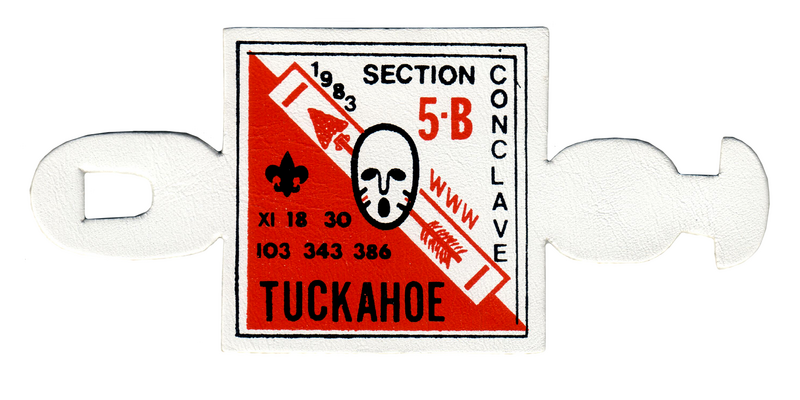 1983
SECTION
CONCLAVE
5-B
WWW
XI 18 30
103 343 386
TUCKAHOE